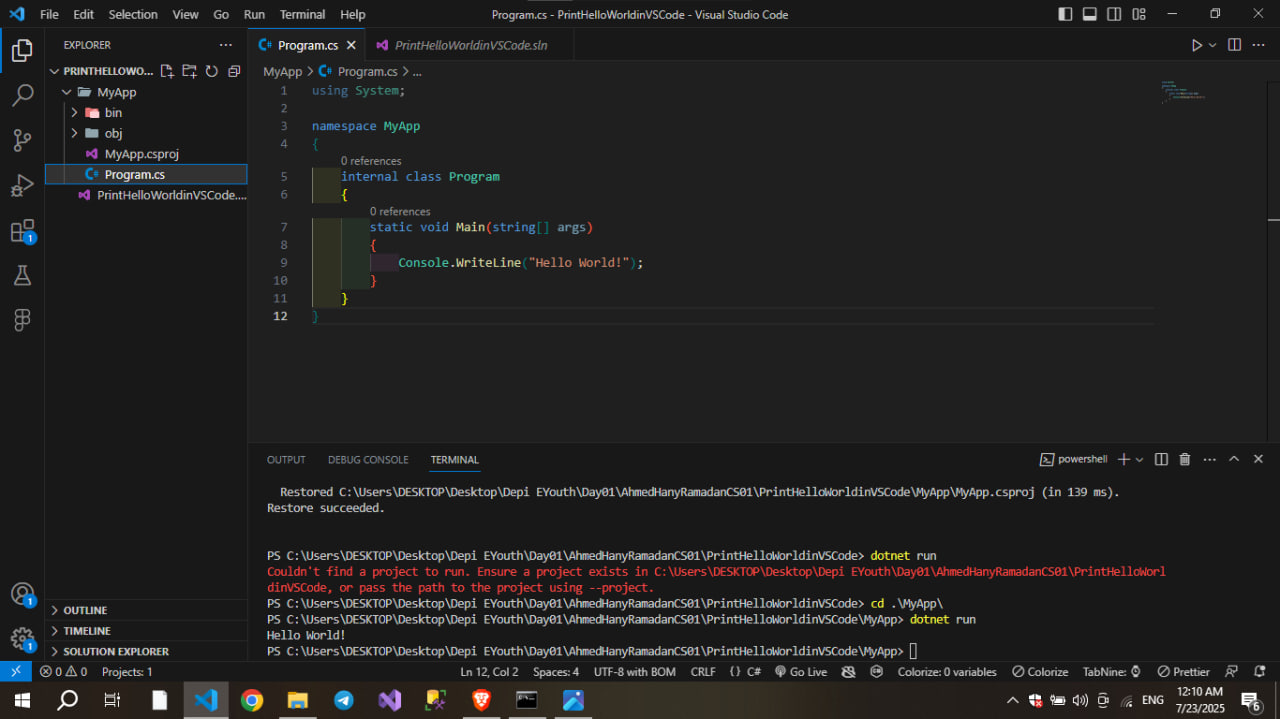 File Edit Selection View Go Run Terminal Help
Program.cs - PrintHelloWorldinVSCode - Visual Studio Code
EXPLORER
PRINTHELLOWO...
MyApp
bin
obj
MyApp.csproj
Program.cs
PrintHelloWorldinVSCode....
OUTLINE
TIMELINE
SOLUTION EXPLORER
Program.cs
PrintHelloWorldinVSCode.sln
MyApp > Program.cs > ...
1 using System;
2
3 namespace MyApp
4 {
0 references
5 internal class Program
6 {
0 references
7 static void Main(string[] args)
8 {
9 Console.WriteLine("Hello World!");
10 }
11 }
12 }
OUTPUT DEBUG CONSOLE TERMINAL
powershell
Restored C:\Users\DESKTOP\Desktop\Depi EYouth\Day01\AhmedHanyRamadanCS01\PrintHelloWorldinVSCode\MyApp\MyApp.csproj (in 139 ms).
Restore succeeded.
PS C:\Users\DESKTOP\Desktop\Depi EYouth\Day01\AhmedHanyRamadanCS01\PrintHelloWorldinVSCode> dotnet run
Couldn't find a project to run. Ensure a project exists in C:\Users\DESKTOP\Desktop\Depi EYouth\Day01\AhmedHanyRamadanCS01\PrintHelloWorl
dinVSCode, or pass the path to the project using --project.
PS C:\Users\DESKTOP\Desktop\Depi EYouth\Day01\AhmedHanyRamadanCS01\PrintHelloWorldinVSCode> cd .\MyApp\
PS C:\Users\DESKTOP\Desktop\Depi EYouth\Day01\AhmedHanyRamadanCS01\PrintHelloWorldinVSCode\MyApp> dotnet run
Hello World!
PS C:\Users\DESKTOP\Desktop\Depi EYouth\Day01\AhmedHanyRamadanCS01\PrintHelloWorldinVSCode\MyApp>
0 0 Projects: 1
Ln 12, Col 2 Spaces: 4 UTF-8 with BOM CRLF {} C# Go Live Colorize: 0 variables Colorize TabNine: Prettier
ENG
12:10 AM
7/23/2025
6